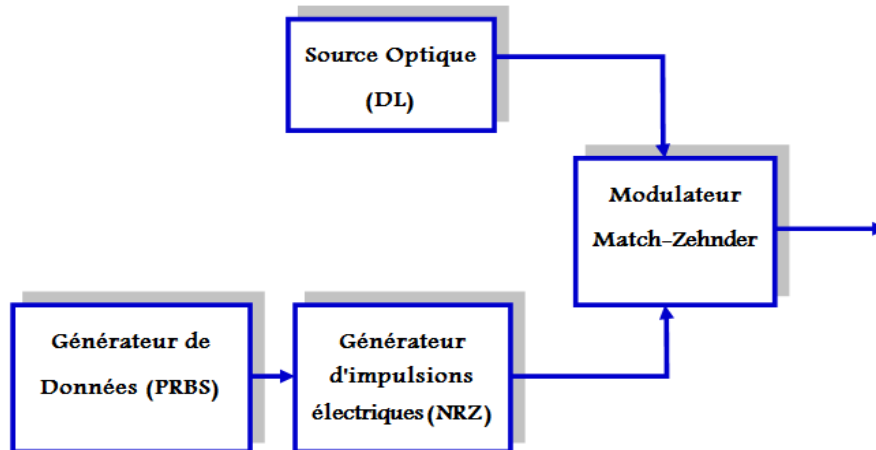 Source Optique
(DL)
Modulateur
Match-Zehnder
Générateur de
Données (PRBS)
Générateur
d'impulsions
électriques(NRZ)